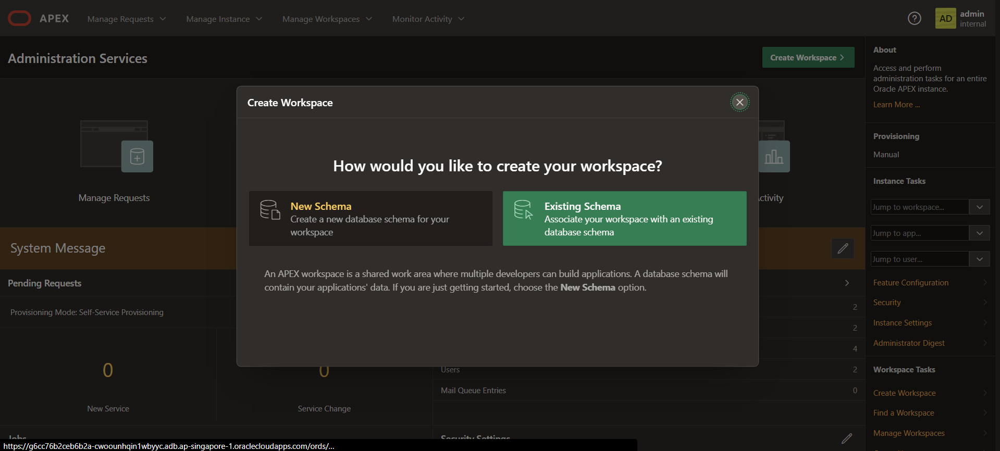 APEX
Manage Requests
Manage Instance
Manage Workspaces
Monitor Activity
?
AD
admin
internal
Administration Services
Create Workspace
About
Access and perform
administration tasks for an entire
Oracle APEX instance.
Learn More ...
Provisioning
Manual
Instance Tasks
Jump to workspace...
Jump to app...
Jump to user...
Feature Configuration
Security
Instance Settings
Administrator Digest
Workspace Tasks
Create Workspace
Find a Workspace
Manage Workspaces
Create Workspace
How would you like to create your workspace?
New Schema
Create a new database schema for your
workspace
Existing Schema
Associate your workspace with an existing
database schema
An APEX workspace is a shared work area where multiple developers can build applications. A database schema will
contain your applications' data. If you are just getting started, choose the New Schema option.
Manage Requests
System Message
Pending Requests
Provisioning Mode: Self-Service Provisioning
0
New Service
0
Service Change
2
2
4
Users 2
Mail Queue Entries 0
Jobs
Security Settings
https://g6cc76b2ceb6b2a-cwoounhqin1wbyyc.adb.ap-singapore-1.oraclecloudapps.com/ords/...